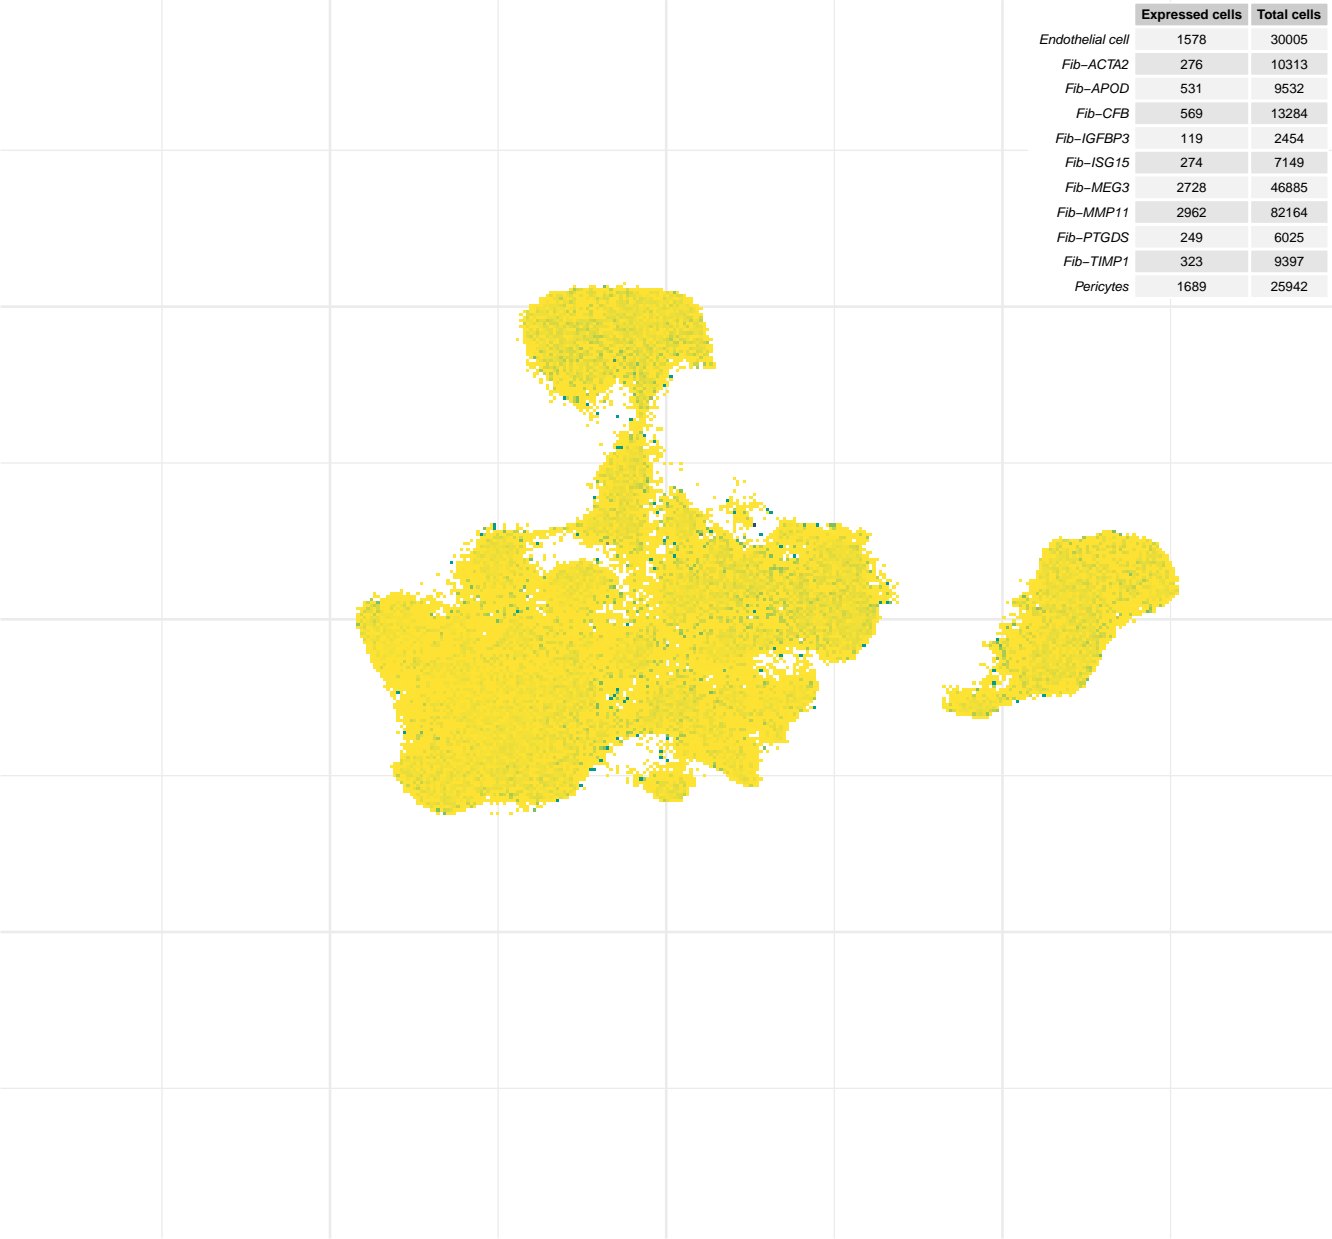 Expressed cells Total cells
Endothelial cell 1578 30005
Fib−ACTA2 276 10313
Fib−APOD 531 9532
Fib−CFB 569 13284
Fib−IGFBP3 119 2454
Fib−ISG15 274 7149
Fib−MEG3 2728 46885
Fib−MMP11 2962 82164
Fib−PTGDS 249 6025
Fib−TIMP1 323 9397
Pericytes 1689 25942